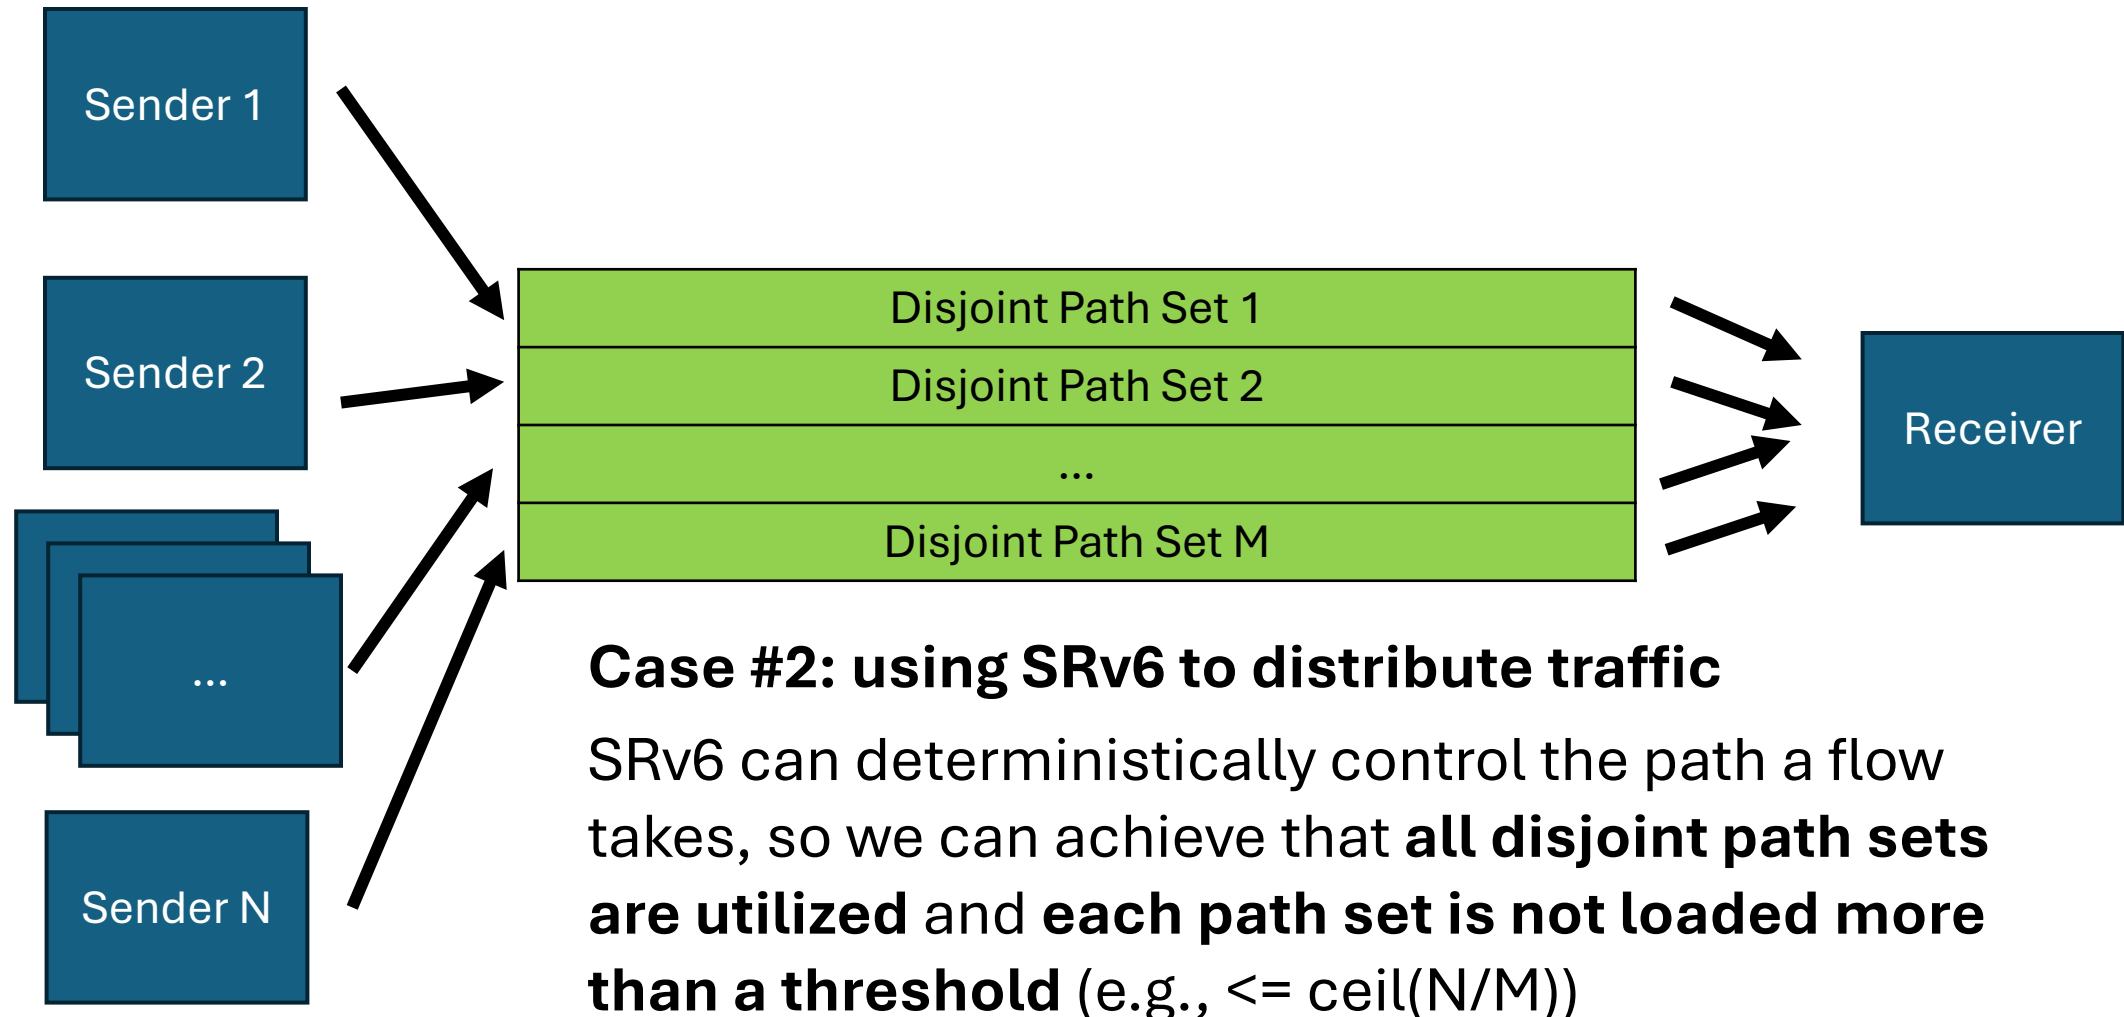 Sender 1
Sender 2
...
Sender N
Disjoint Path Set 1
Disjoint Path Set 2
...
Disjoint Path Set M
Receiver
Case #2: using SRv6 to distribute traffic
SRv6 can deterministically control the path a flow
takes, so we can achieve that all disjoint path sets
are utilized and each path set is not loaded more
than a threshold (e.g., <= ceil(N/M))